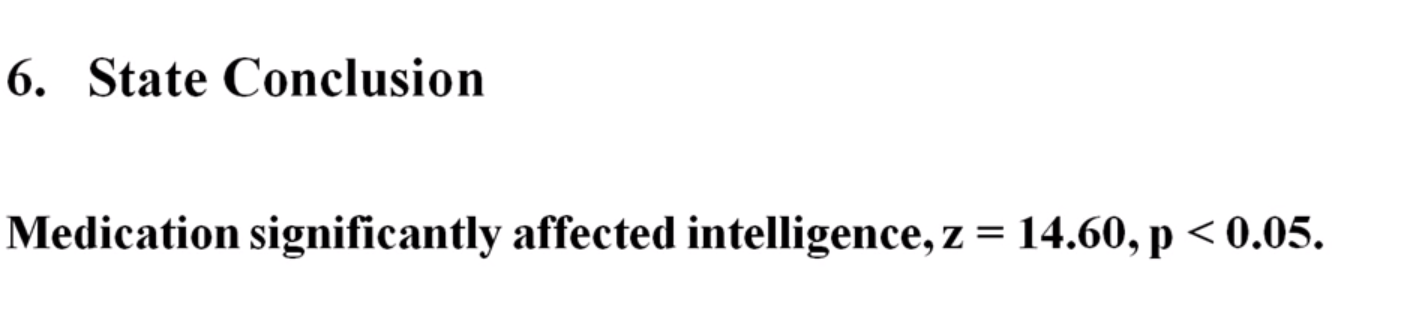 6. State Conclusion
Medication significantly affected intelligence, z = 14.60, p < 0.05.